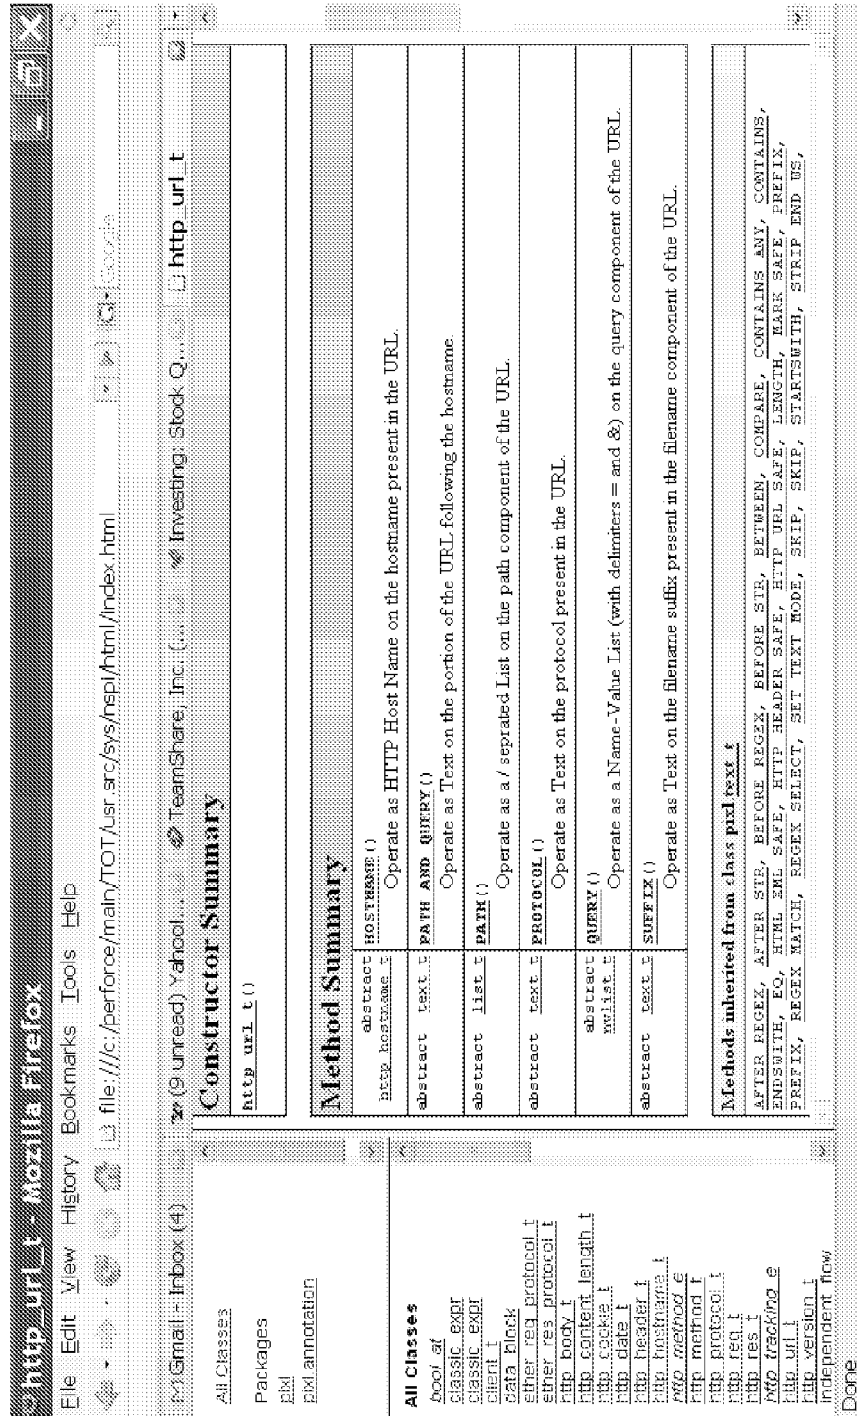 http_url_t - Mozilla Firefox
File Edit View History Bookmarks Tools Help
file:///c:/perforce/main/TOT/usr.src/sys/nspi/html/index.html
Gmail - Inbox (4) (9 unread) Yahoo!... TeamShare, Inc. (... Investing: Stock Q... http_url_t
All Classes
Packages
pixl
pixl.annotation
All Classes
bool_at
classic_expr
classic_expr
client_t
data_block
ether_req_protocol_t
ether_res_protocol_t
http_body_t
http_content_length_t
http_cookie_t
http_date_t
http_header_t
http_hostname_t
http_method_e
http_method_t
http_protocol_t
http_req_t
http_res_t
http_tracking_e
http_url_t
http_version_t
independent_flow
Constructor Summary
http_url_t()
Method Summary
abstract http_hostname_t HOSTNAME()
Operate as HTTP Host Name on the hostname present in the URL.
abstract text_t PATH_AND_QUERY()
Operate as Text on the portion of the URL following the hostname.
abstract list_t PATH()
Operate as a / seprated List on the path component of the URL.
abstract text_t PROTOCOL()
Operate as Text on the protocol present in the URL.
abstract nvlist_t QUERY()
Operate as a Name-Value List (with delimiters = and &) on the query component of the URL.
abstract text_t SUFFIX()
Operate as Text on the filename suffix present in the filename component of the URL.
Methods inherited from class pixl.text_t
AFTER_REGEX, AFTER_STR, BEFORE_REGEX, BEFORE_STR, BETWEEN, COMPARE, CONTAINS_ANY, CONTAINS,
ENDSWITH, EQ, HTML_XML_SAFE, HTTP_HEADER_SAFE, HTTP_URL_SAFE, LENGTH, MARK_SAFE, PREFIX,
PREFIX, REGEX_MATCH, REGEX_SELECT, SET_TEXT_MODE, SKIP, SKIP, STARTSWITH, STRIP_END_WS,
Done